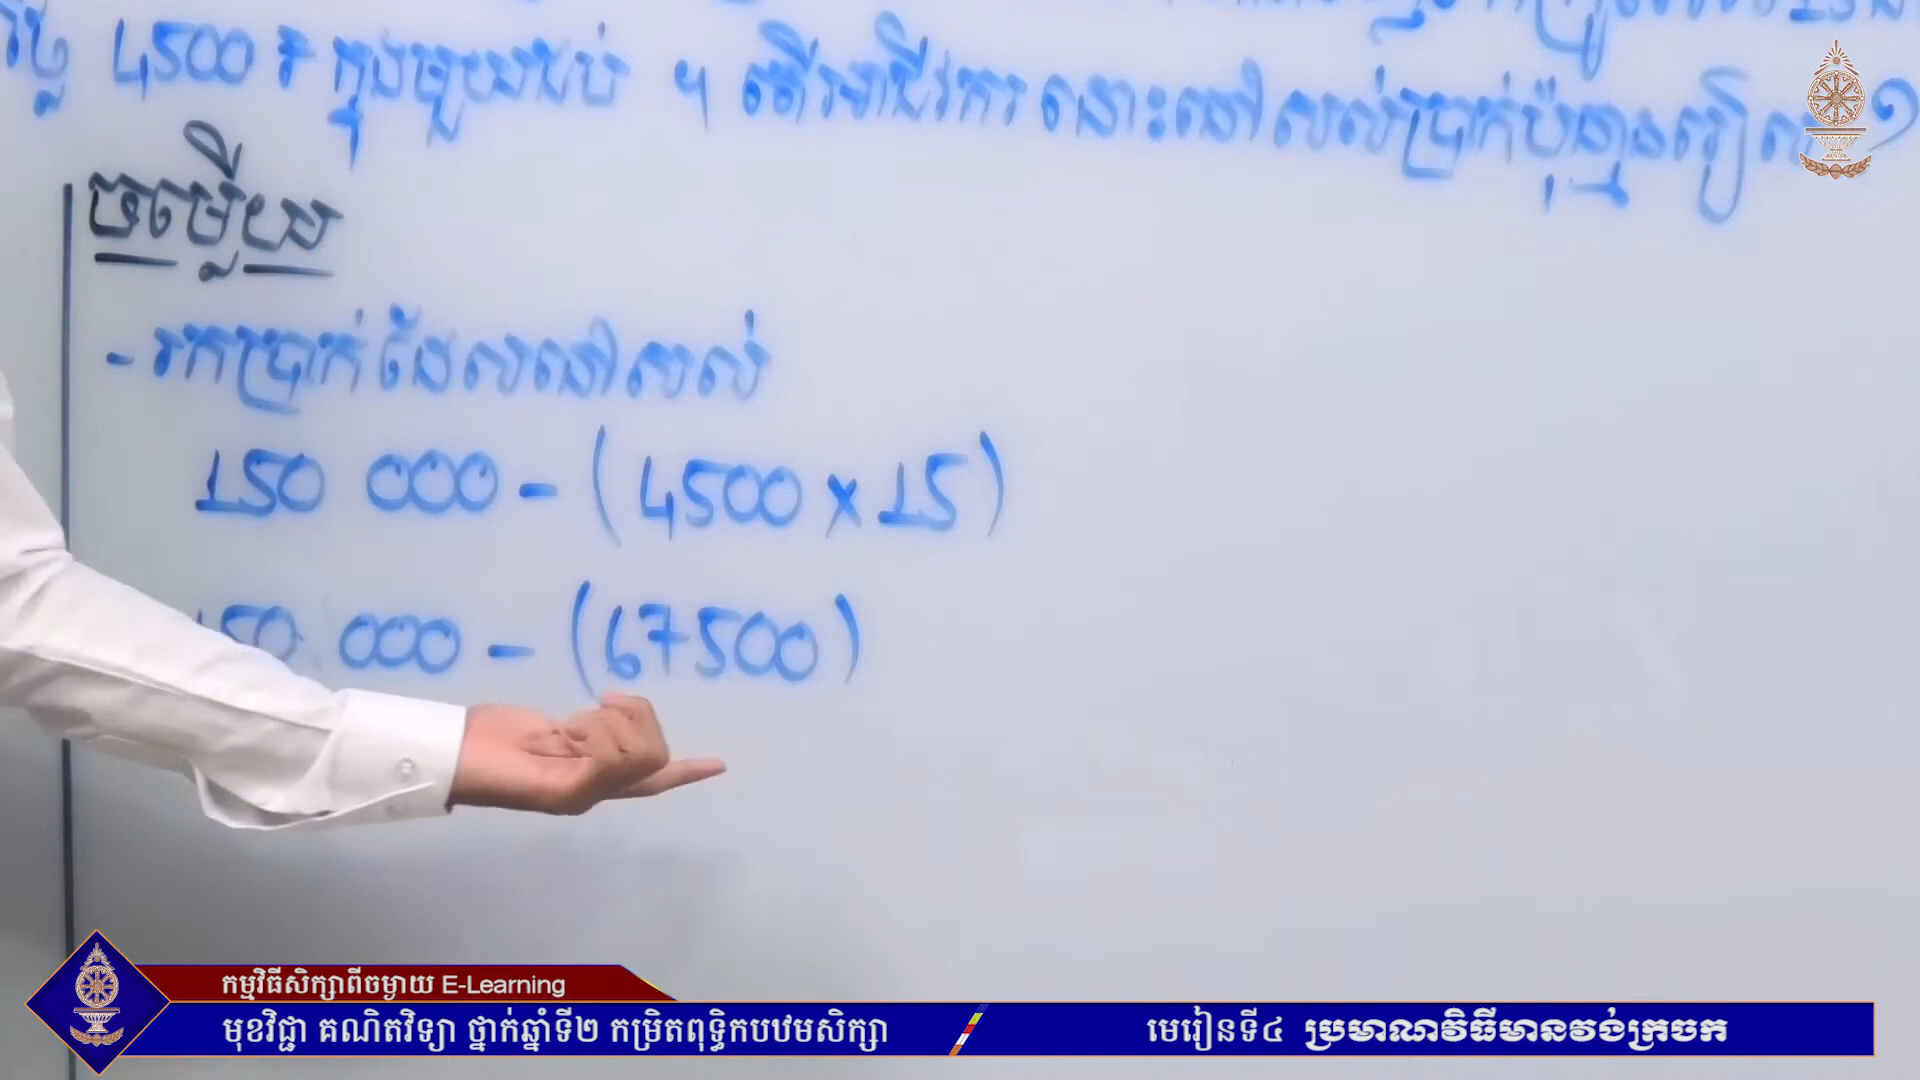 ថ្លៃ 4500 ៛ ក្នុងមួយដប់ ។ តើអាជីវការ នោះនៅ សល់ប្រាក់ប៉ុន្មានរៀល ?
ចម្លើយ
- រកប្រាក់ ដែលនៅសល់
150 000 - ( 4500 × 15 )
150 000 - ( 67500 )
កម្មវិធីសិក្សាពីចម្ងាយ E-Learning
មុខវិជ្ជា គណិតវិទ្យា ថ្នាក់ឆ្នាំទី២ កម្រិតពុទ្ធិកបឋមសិក្សា
មេរៀនទី៤ ប្រមាណវិធីមានវង់ក្រចក